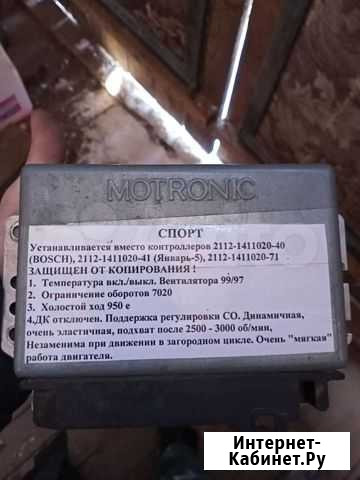 MOTRONIC
СПОРТ
Устанавливается вместо контроллеров 2112-1411020-40
(BOSCH), 2112-1411020-41 (Январь-5), 2112-1411020-71
ЗАЩИЩЕН ОТ КОПИРОВАНИЯ !
1. Температура вкл./выкл. Вентилятора 99/97
2. Ограничение оборотов 7020
3. Холостой ход 950 е
4.ДК отключен. Поддержка регулировки СО. Динамичная,
очень эластичная, подхват после 2500 - 3000 об/мин,
Незаменима при движении в загородном цикле. Очень "мягкая"
работа двигателя.
Интернет-
Кабинет.Ру